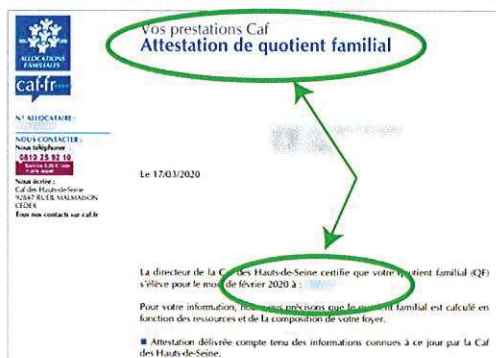 ALLOCATIONS
FAMILIALES
caf.fr
N° ALLOCATAIRE :
NOUS CONTACTER :
Nous téléphoner :
0810 25 92 10
Nous écrire :
Caf des Hauts-de-Seine
92847 RUEIL MALMAISON
CEDEX
Tous nos contacts sur caf.fr
Vos prestations Caf
Attestation de quotient familial
Le 17/03/2020
La directeur de la Caf des Hauts-de-Seine certifie que votre quotient familial (QF)
s'élève pour le mois de février 2020 à :
Pour votre information, nous vous précisons que le quotient familial est calculé en
fonction des ressources et de la composition de votre foyer.
■ Attestation délivrée compte tenu des informations connues à ce jour par la Caf
des Hauts-de-Seine.